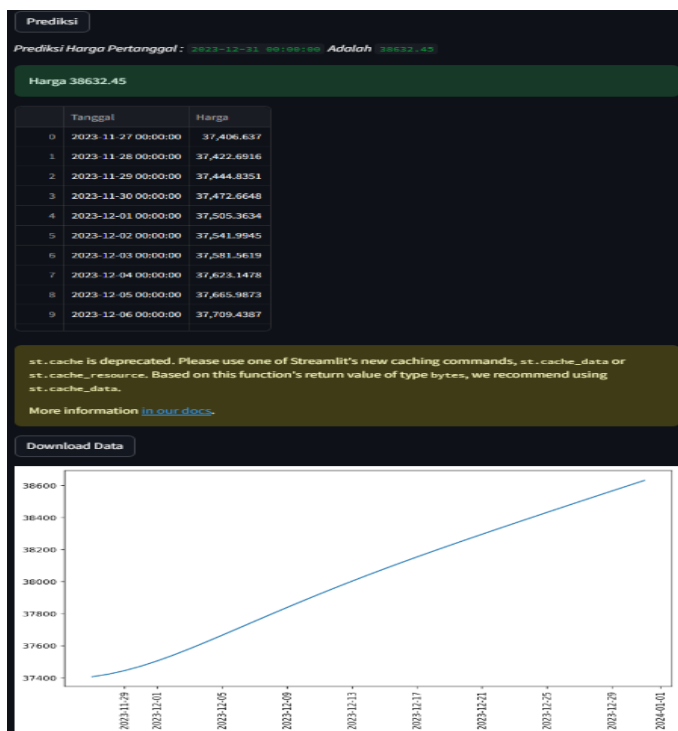 Prediksi
Prediksi Harga Pertanggal : 2023-12-31 00:00:00 Adalah 38632.45
Harga 38632.45
Tanggal Harga
0 2023-11-27 00:00:00 37,406.637
1 2023-11-28 00:00:00 37,422.6916
2 2023-11-29 00:00:00 37,444.8351
3 2023-11-30 00:00:00 37,472.6648
4 2023-12-01 00:00:00 37,505.3634
5 2023-12-02 00:00:00 37,541.9945
6 2023-12-03 00:00:00 37,581.5619
7 2023-12-04 00:00:00 37,623.1478
8 2023-12-05 00:00:00 37,665.9873
9 2023-12-06 00:00:00 37,709.4387
st.cache is deprecated. Please use one of Streamlit's new caching commands, st.cache_data or
st.cache_resource. Based on this function's return value of type bytes, we recommend using
st.cache_data.
More information in our docs.
Download Data
38600
38400
38200
38000
37800
37600
37400
2023-11-29
2023-12-01
2023-12-05
2023-12-09
2023-12-13
2023-12-17
2023-12-21
2023-12-25
2023-12-29
2024-01-01